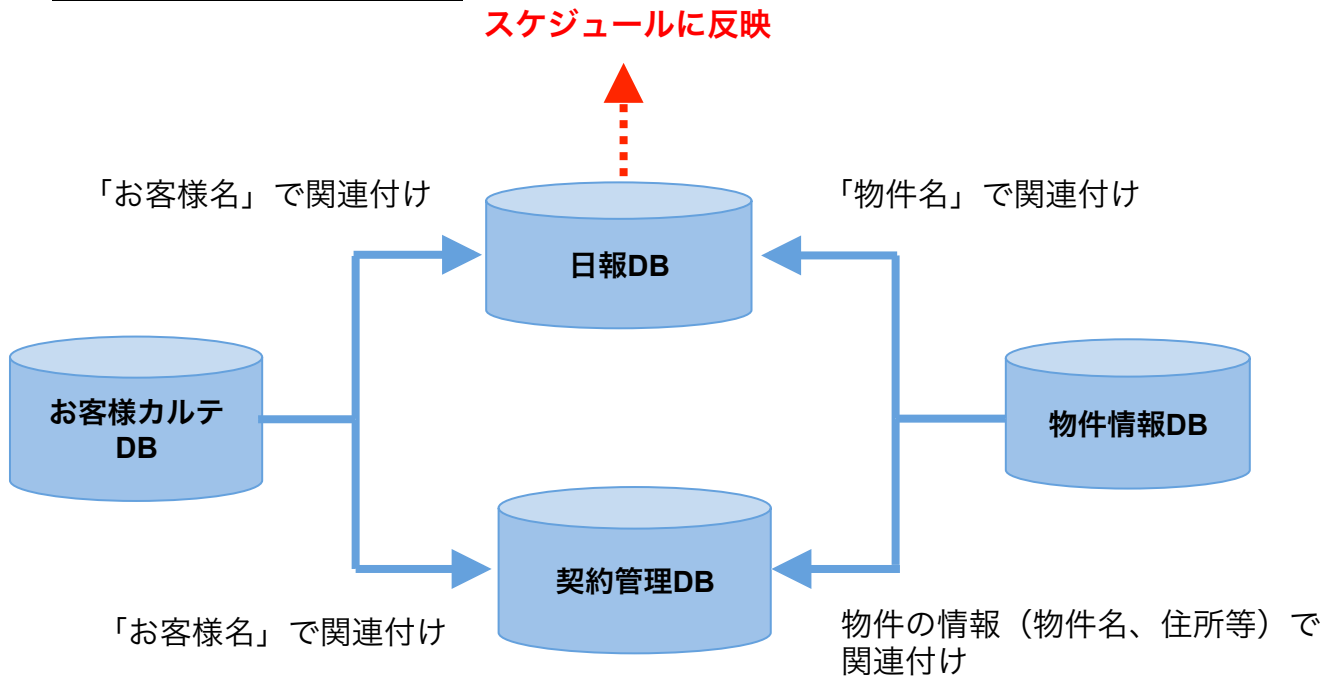 スケジュールに反映
「お客様名」で関連付け
「物件名」で関連付け
日報DB
お客様カルテ
DB
物件情報DB
契約管理DB
「お客様名」で関連付け
物件の情報（物件名、住所等）で
関連付け